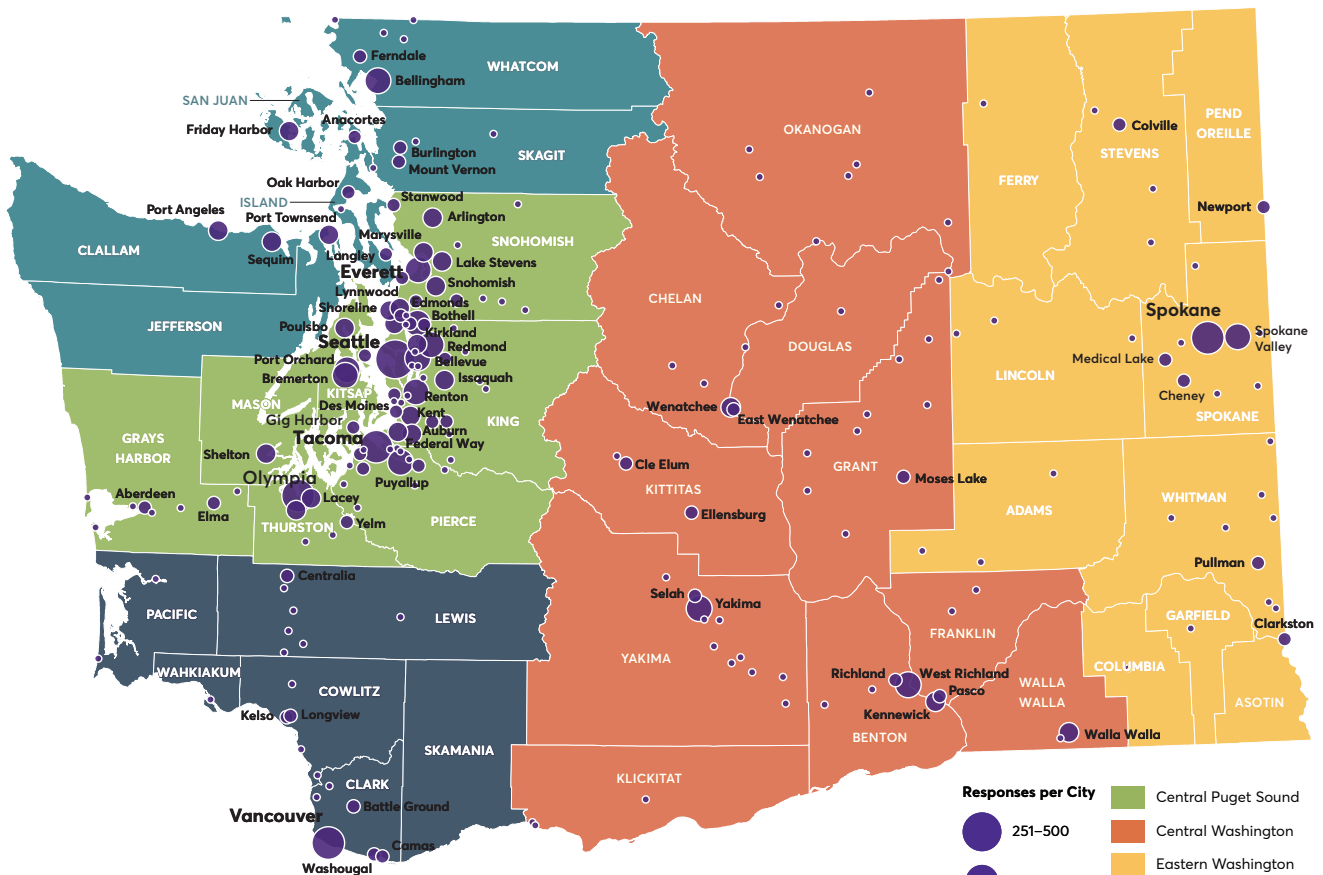 Ferndale
WHATCOM
Bellingham
SAN JUAN
Friday Harbor
Anacortes
OKANOGAN
PEND
OREILLE
Colville
STEVENS
Burlington
SKAGIT
Mount Vernon
FERRY
Oak Harbor
ISLAND
Stanwood
Port Angeles
Port Townsend
Arlington
Newport
CLALLAM
Sequim
Marysville
SNOHOMISH
Langley
Lake Stevens
Everett
Snohomish
Lynnwood
Edmonds
CHELAN
Shoreline
Bothell
JEFFERSON
Poulsbo
Kirkland
Spokane
Spokane
Valley
Seattle
Redmond
DOUGLAS
Port Orchard
Bellevue
Medical Lake
Bremerton
Issaquah
LINCOLN
KITSAP
Renton
Cheney
MASON
Des Moines
Kent
Wenatchee
East Wenatchee
SPOKANE
Gig Harbor
KING
Auburn
GRAYS
HARBOR
Tacoma
Federal Way
Shelton
Cle Elum
GRANT
Olympia
Puyallup
Moses Lake
KITTITAS
Aberdeen
Lacey
WHITMAN
Elma
THURSTON
Yelm
PIERCE
Ellensburg
ADAMS
Pullman
Centralia
PACIFIC
LEWIS
Selah
Yakima
GARFIELD
Clarkston
FRANKLIN
WAHKIAKUM
YAKIMA
COLUMBIA
COWLITZ
Richland
West Richland
WALLA
WALLA
Pasco
ASOTIN
Kelso
Longview
Kennewick
BENTON
Walla Walla
SKAMANIA
CLARK
KLICKITAT
Battle Ground
Vancouver
Camas
Washougal
Responses per City
251–500
Central Puget Sound
Central Washington
Eastern Washington